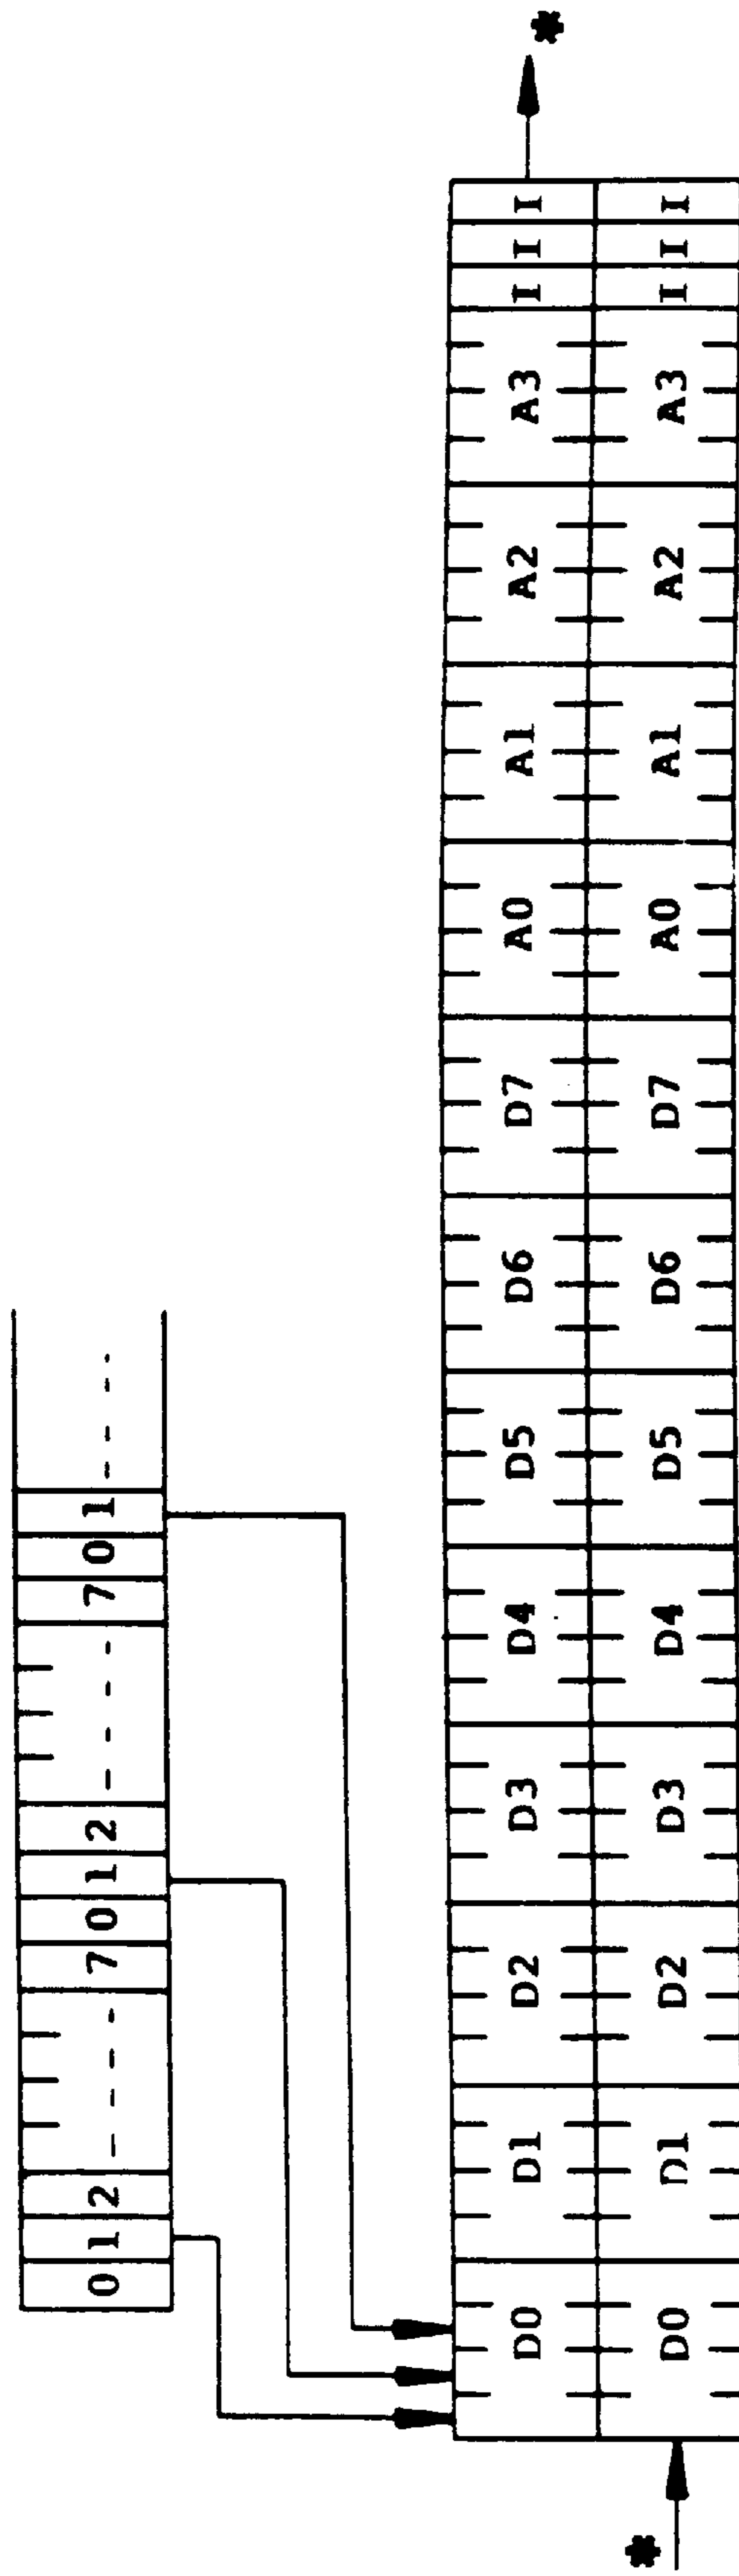 0 1 2 - - - - 7 0 1 2 - - - - 7 0 1 - - - -
D0 D1 D2 D3 D4 D5 D6 D7 A0 A1 A2 A3 I I I *
* D0 D1 D2 D3 D4 D5 D6 D7 A0 A1 A2 A3 I I I